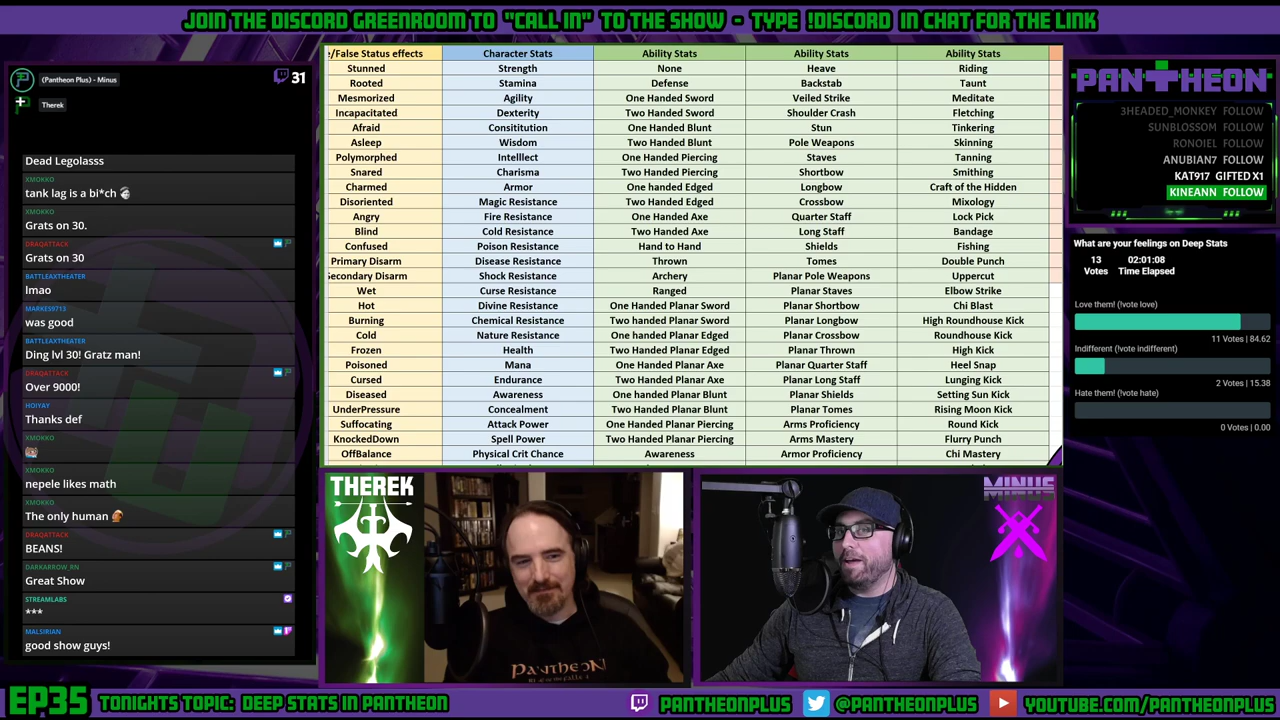 JOIN THE DISCORD GREENROOM TO "CALL IN" TO THE SHOW - TYPE !DISCORD IN CHAT FOR THE LINK
(Pantheon Plus) - Minus
31
Therek
Dead Legolasss
XMOKKO
tank lag is a bl*ch
XMOKKO
Grats on 30.
DRAQATTACK
Grats on 30
BATTLEAXTHEATER
lmao
MARKES9713
was good
BATTLEAXTHEATER
Ding lvl 30! Gratz man!
DRAQATTACK
Over 9000!
HOIYAY
Thanks def
XMOKKO
XMOKKO
nepele likes math
XMOKKO
The only human
DRAQATTACK
BEANS!
DARKARROW_RN
Great Show
STREAMLABS
***
MALSIRIAN
good show guys!
/False Status effects Character Stats Ability Stats Ability Stats Ability Stats
Stunned Strength None Heave Riding
Rooted Stamina Defense Backstab Taunt
Mesmorized Agility One Handed Sword Veiled Strike Meditate
Incapacitated Dexterity Two Handed Sword Shoulder Crash Fletching
Afraid Consititution One Handed Blunt Stun Tinkering
Asleep Wisdom Two Handed Blunt Pole Weapons Skinning
Polymorphed Intelllect One Handed Piercing Staves Tanning
Snared Charisma Two Handed Piercing Shortbow Smithing
Charmed Armor One handed Edged Longbow Craft of the Hidden
Disoriented Magic Resistance Two Handed Edged Crossbow Mixology
Angry Fire Resistance One Handed Axe Quarter Staff Lock Pick
Blind Cold Resistance Two Handed Axe Long Staff Bandage
Confused Poison Resistance Hand to Hand Shields Fishing
Primary Disarm Disease Resistance Thrown Tomes Double Punch
Secondary Disarm Shock Resistance Archery Planar Pole Weapons Uppercut
Wet Curse Resistance Ranged Planar Staves Elbow Strike
Hot Divine Resistance One Handed Planar Sword Planar Shortbow Chi Blast
Burning Chemical Resistance Two handed Planar Sword Planar Longbow High Roundhouse Kick
Cold Nature Resistance One handed Planar Edged Planar Crossbow Roundhouse Kick
Frozen Health Two Handed Planar Edged Planar Thrown High Kick
Poisoned Mana One Handed Planar Axe Planar Quarter Staff Heel Snap
Cursed Endurance Two Handed Planar Axe Planar Long Staff Lunging Kick
Diseased Awareness One handed Planar Blunt Planar Shields Setting Sun Kick
UnderPressure Concealment Two Handed Planar Blunt Planar Tomes Rising Moon Kick
Suffocating Attack Power One Handed Planar Piercing Arms Proficiency Round Kick
KnockedDown Spell Power Two Handed Planar Piercing Arms Mastery Flurry Punch
OffBalance Physical Crit Chance Awareness Armor Proficiency Chi Mastery
PANTHEON
3HEADED_MONKEY FOLLOW
SUNBLOSSOM FOLLOW
RONOIEL FOLLOW
ANUBIAN7 FOLLOW
KAT917 GIFTED X1
KINEANN FOLLOW
What are your feelings on Deep Stats
13 02:01:08
Votes Time Elapsed
Love them! (!vote love)
11 Votes | 84.62
Indifferent (!vote indifferent)
2 Votes | 15.38
Hate them! (!vote hate)
0 Votes | 0.00
THEREK
PANTHEON
MINUS
EP35 TONIGHTS TOPIC: DEEP STATS IN PANTHEON PANTHEONPLUS @PANTHEONPLUS YOUTUBE.COM/PANTHEONPLUS